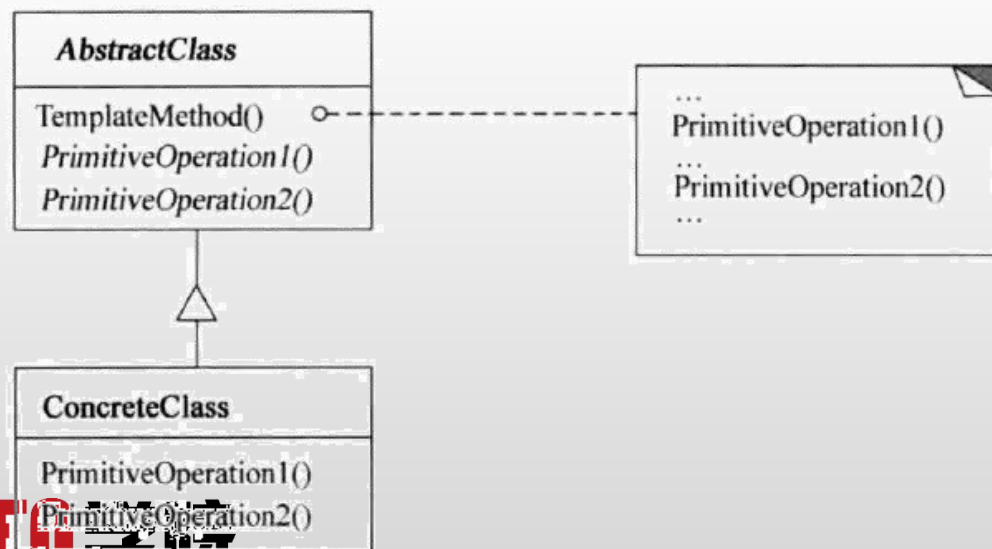 AbstractClass
TemplateMethod()
PrimitiveOperation1()
PrimitiveOperation2()
...
PrimitiveOperation1()
...
PrimitiveOperation2()
...
ConcreteClass
PrimitiveOperation1()
PrimitiveOperation2()